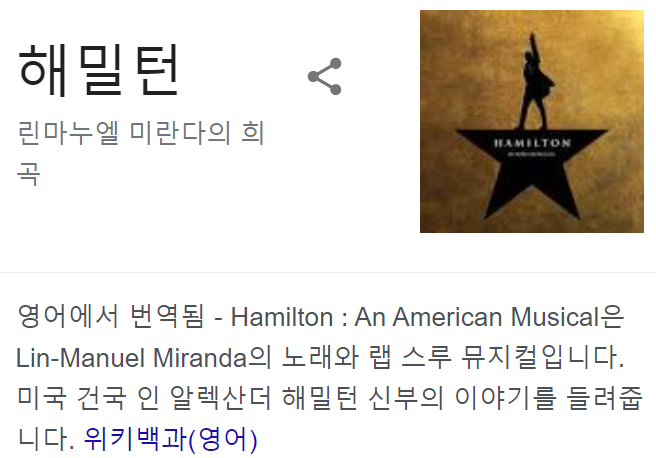 해밀턴
린마누엘 미란다의 희
곡
HAMILTON
영어에서 번역됨 - Hamilton : An American Musical은
Lin-Manuel Miranda의 노래와 랩 스루 뮤지컬입니다.
미국 건국 인 알렉산더 해밀턴 신부의 이야기를 들려줍
니다. 위키백과(영어)